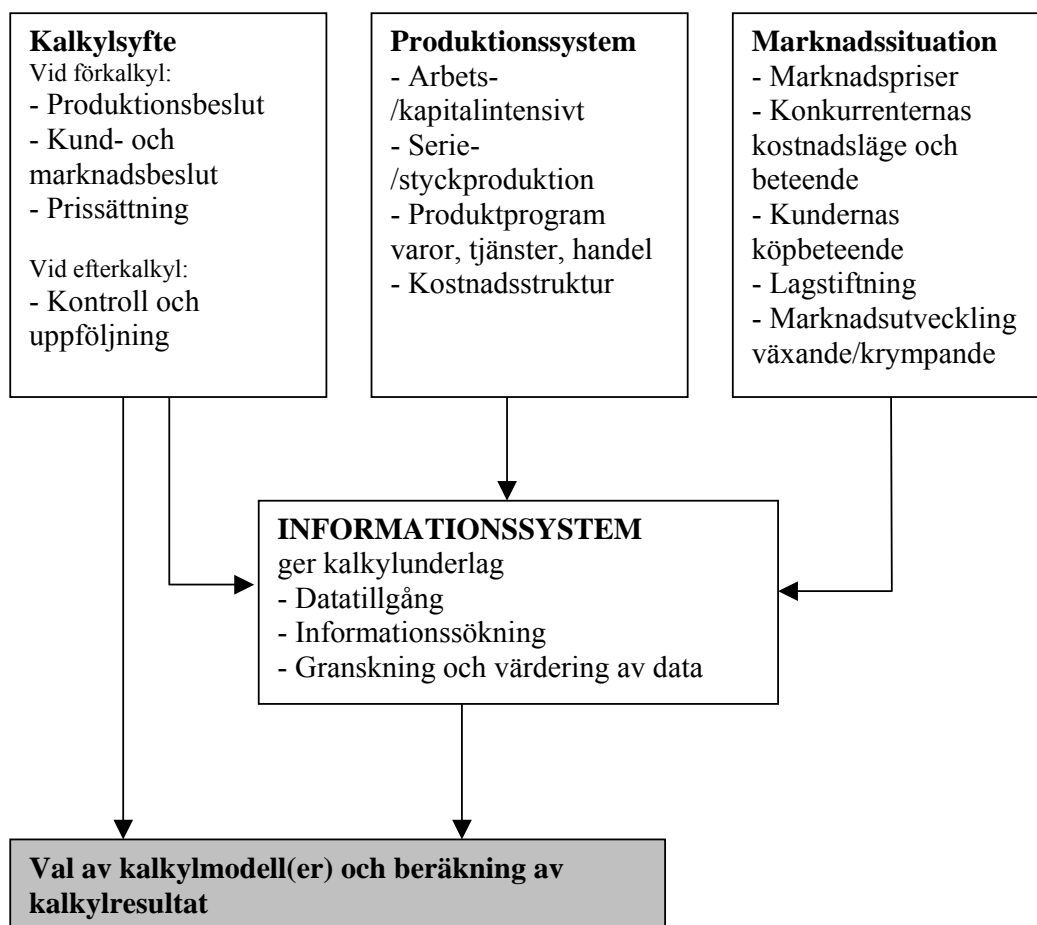 Kalkylsyfte
Vid förkalkyl:
- Produktionsbeslut
- Kund- och
marknadsbeslut
- Prissättning
Vid efterkalkyl:
- Kontroll och
uppföljning
Produktionssystem
- Arbets-
/kapitalintensivt
- Serie-
/styckproduktion
- Produktprogram
varor, tjänster, handel
- Kostnadsstruktur
Marknadssituation
- Marknadspriser
- Konkurrenternas
kostnadsläge och
beteende
- Kundernas
köpbeteende
- Lagstiftning
- Marknadsutveckling
växande/krympande
INFORMATIONSSYSTEM
ger kalkylunderlag
- Datatillgång
- Informationssökning
- Granskning och värdering av data
Val av kalkylmodell(er) och beräkning av
kalkylresultat